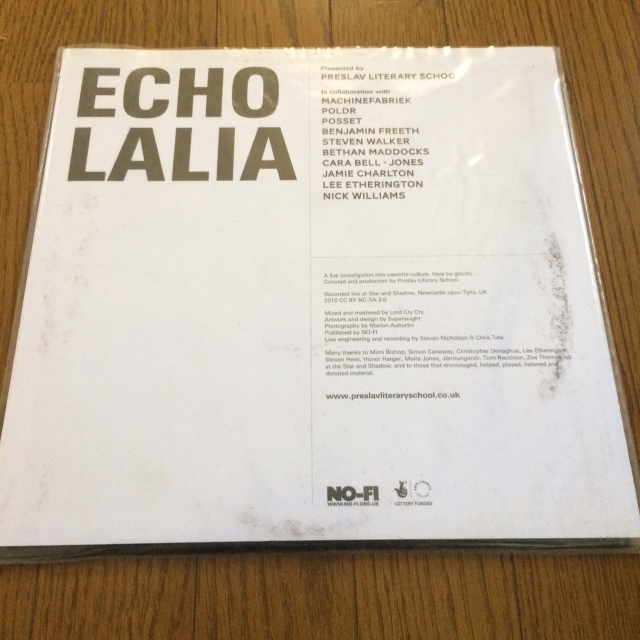 ECHO
LALIA
Presented by
PRESLAV LITERARY SCHOO
In collaboration with
MACHINEFABRIEK
POLDR
POSSET
BENJAMIN FREETH
STEVEN WALKER
BETHAN MADDOCKS
CARA BELL - JONES
JAMIE CHARLTON
LEE ETHERINGTON
NICK WILLIAMS
A live investigation into cassette culture. Here be ghosts.
Concept and production by Preslav Literary School.
Recorded live at Star and Shadow, Newcastle upon Tyne, UK
2010 CC BY-NC-SA 3.0
Mixed and mastered by Lord Cry Cry
Artwork and design by Supanaught
Photography by Marion Auburtin
Published by NO-FI
Live engineering and recording by Steven Nicholson & Chris Tate
Many thanks to Mimi Bishop, Simon Careway, Christopher Donaghue, Lee Etherington,
Steven Hess, Honor Harger, Moira Jones, Jörmungandr, Tom Recchion, Zoe Thomps
at the Star and Shadow, and to those that encouraged, helped, played, listened
donated material.
www.preslavliteraryschool.co.uk
NO-FI
WWW.NO-FI.ORG.UK
LOTTERY FUNDED